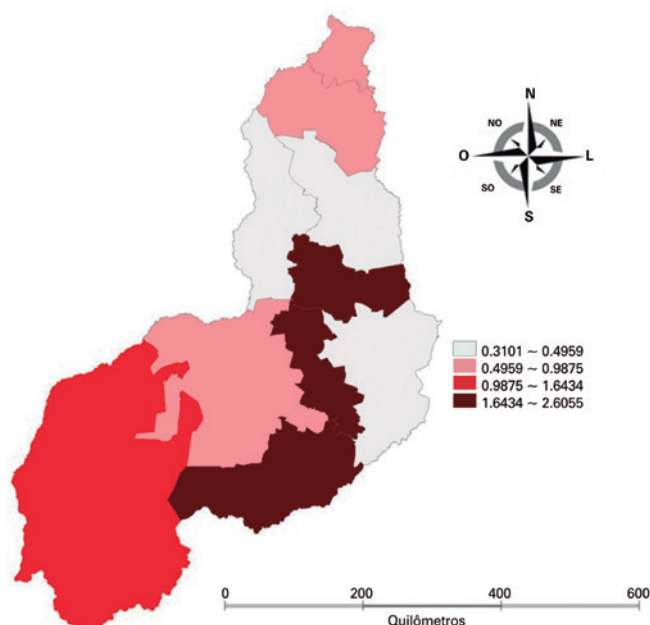 N
NO
NE
O
L
SO
SE
S
0.3101 ~ 0.4959
0.4959 ~ 0.9875
0.9875 ~ 1.6434
1.6434 ~ 2.6055
0 200 400 600
Quilômetros